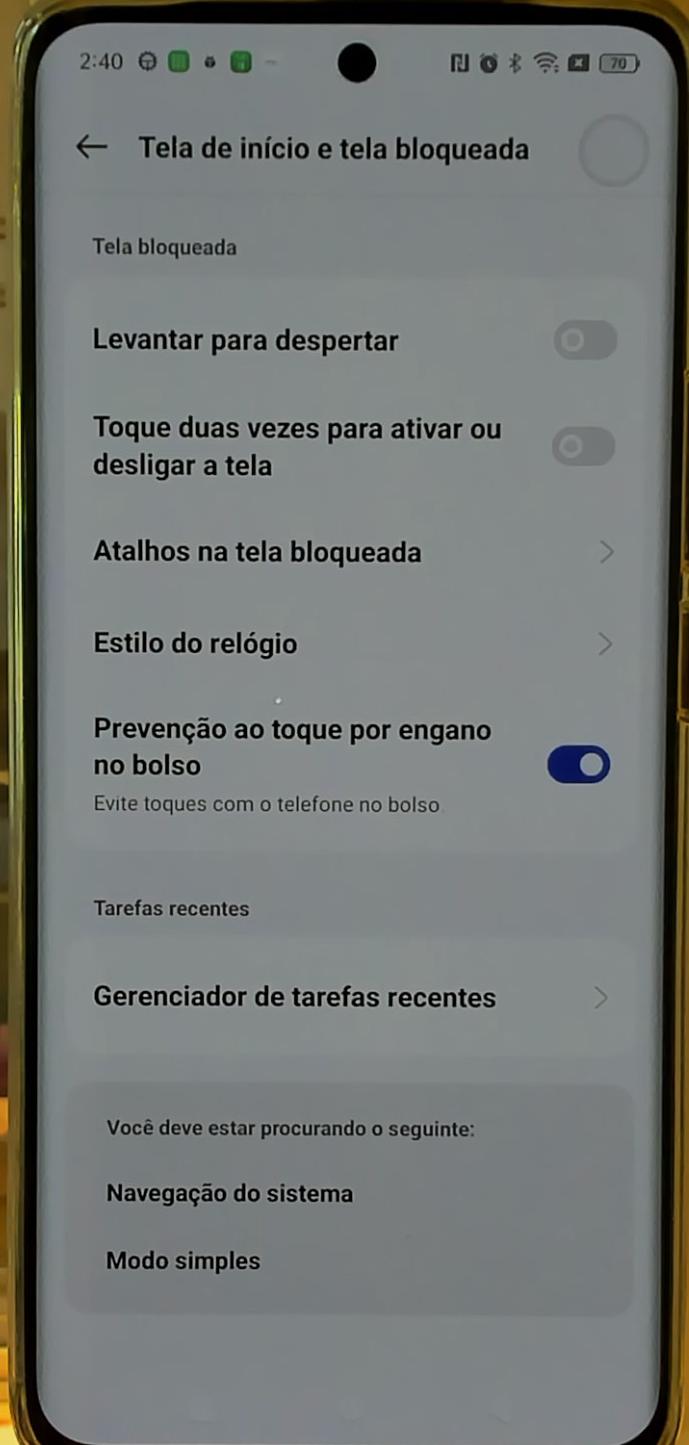 2:40
70
Tela de início e tela bloqueada
Tela bloqueada
Levantar para despertar
Toque duas vezes para ativar ou
desligar a tela
Atalhos na tela bloqueada
Estilo do relógio
Prevenção ao toque por engano
no bolso
Evite toques com o telefone no bolso
Tarefas recentes
Gerenciador de tarefas recentes
Você deve estar procurando o seguinte:
Navegação do sistema
Modo simples